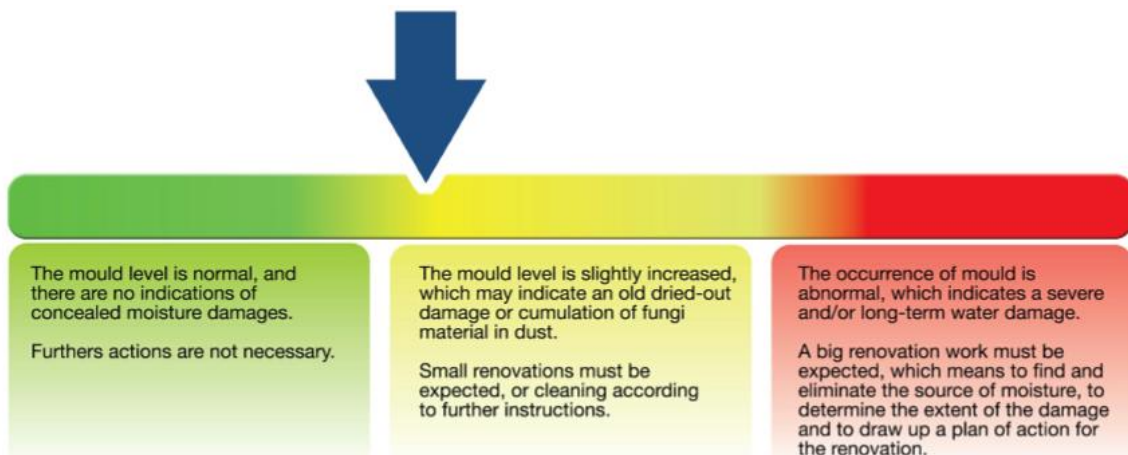 The mould level is normal, and
there are no indications of
concealed moisture damages.
Furthers actions are not necessary.
The mould level is slightly increased,
which may indicate an old dried-out
damage or cumulation of fungi
material in dust.
Small renovations must be
expected, or cleaning according
to further instructions.
The occurrence of mould is
abnormal, which indicates a severe
and/or long-term water damage.
A big renovation work must be
expected, which means to find and
eliminate the source of moisture, to
determine the extent of the damage
and to draw up a plan of action for
the renovation.